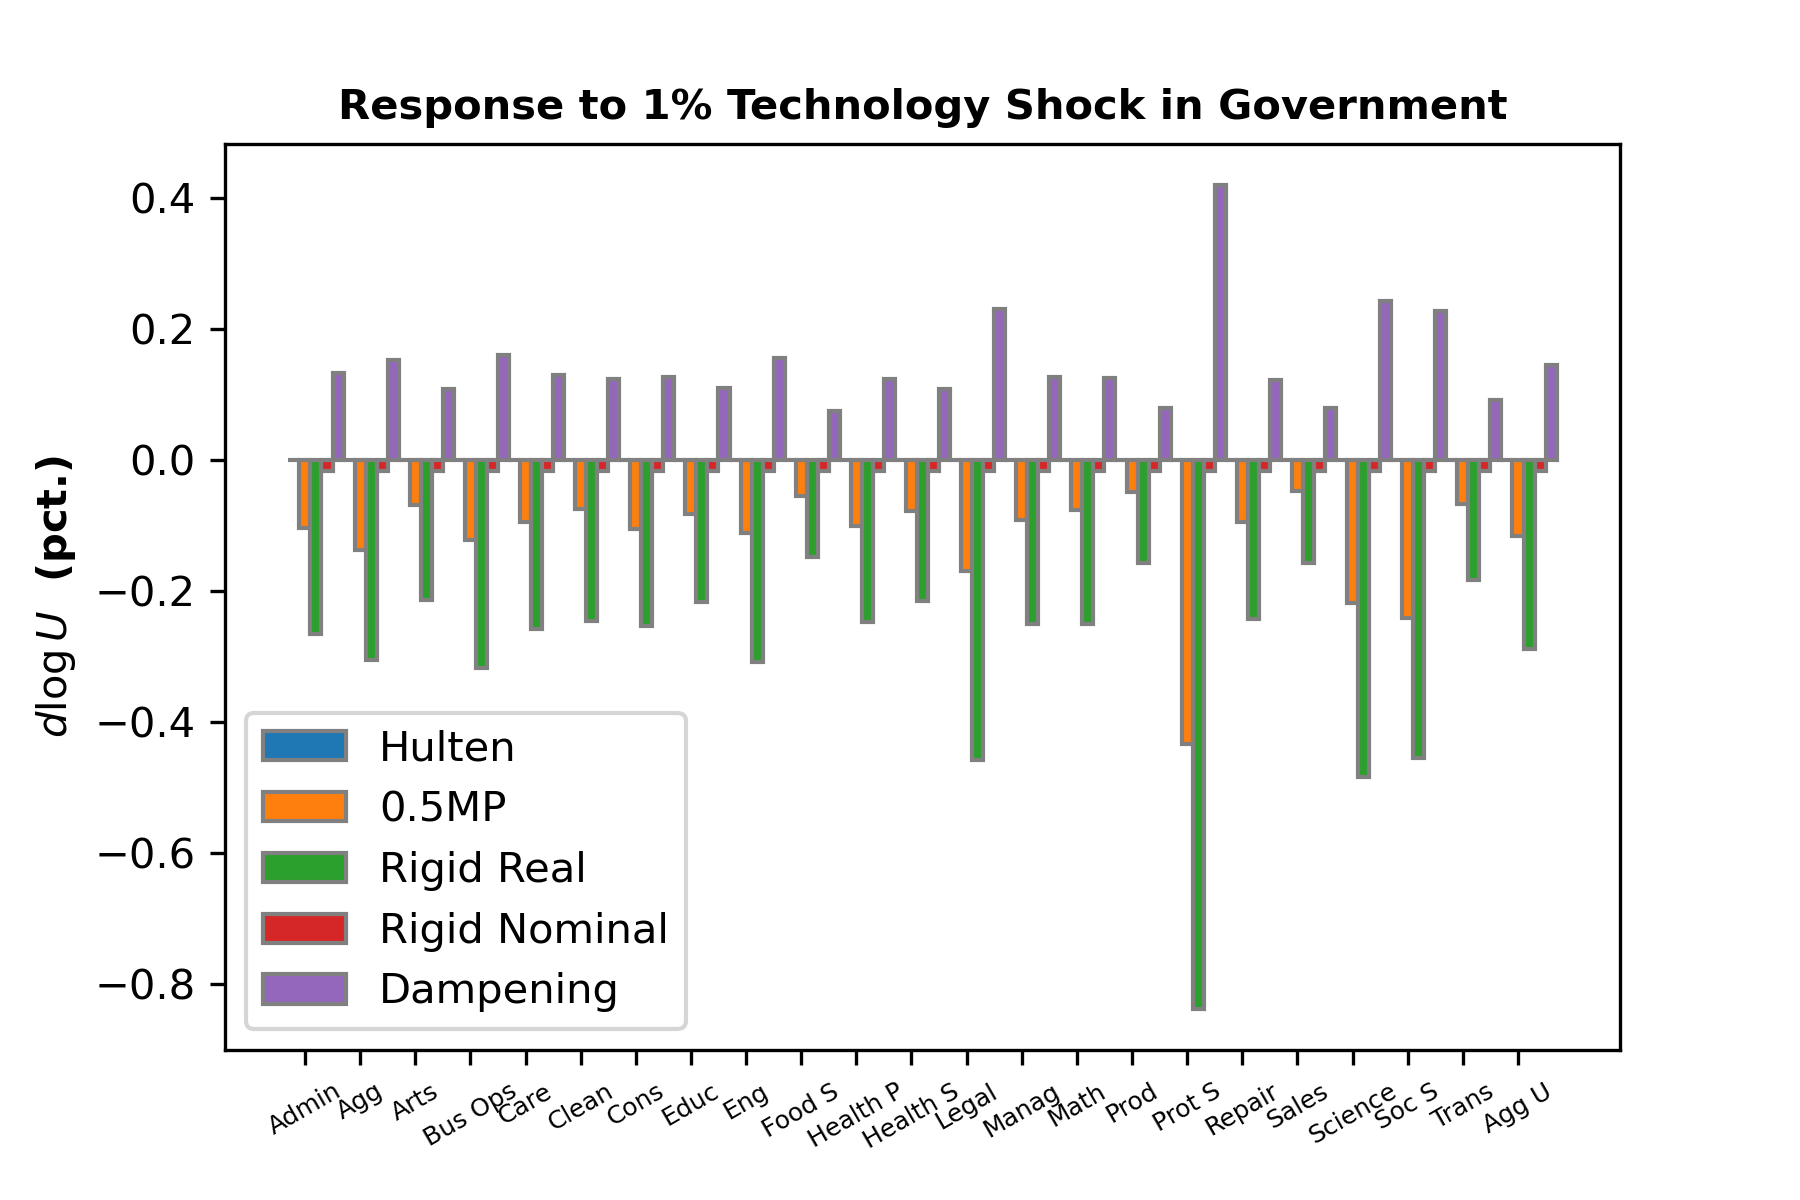 Response to 1% Technology Shock in Government
dlog U (pct.)
0.4
0.2
0.0
−0.2
−0.4
−0.6
−0.8
Hulten
0.5MP
Rigid Real
Rigid Nominal
Dampening
Admin
Agg
Arts
Bus Ops
Care
Clean
Cons
Educ
Eng
Food S
Health P
Health S
Legal
Manag
Math
Prod
Prot S
Repair
Sales
Science
Soc S
Trans
Agg U